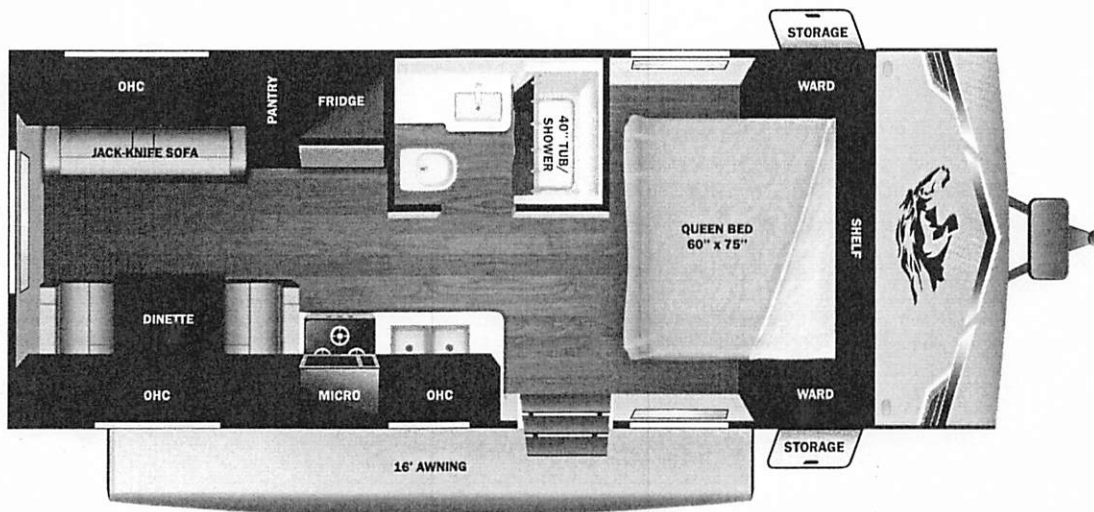 STORAGE
OHC
PANTRY
FRIDGE
WARD
40" TUB/
SHOWER
JACK-KNIFE SOFA
QUEEN BED
60" x 75"
SHELF
DINETTE
OHC
MICRO
OHC
WARD
STORAGE
16' AWNING